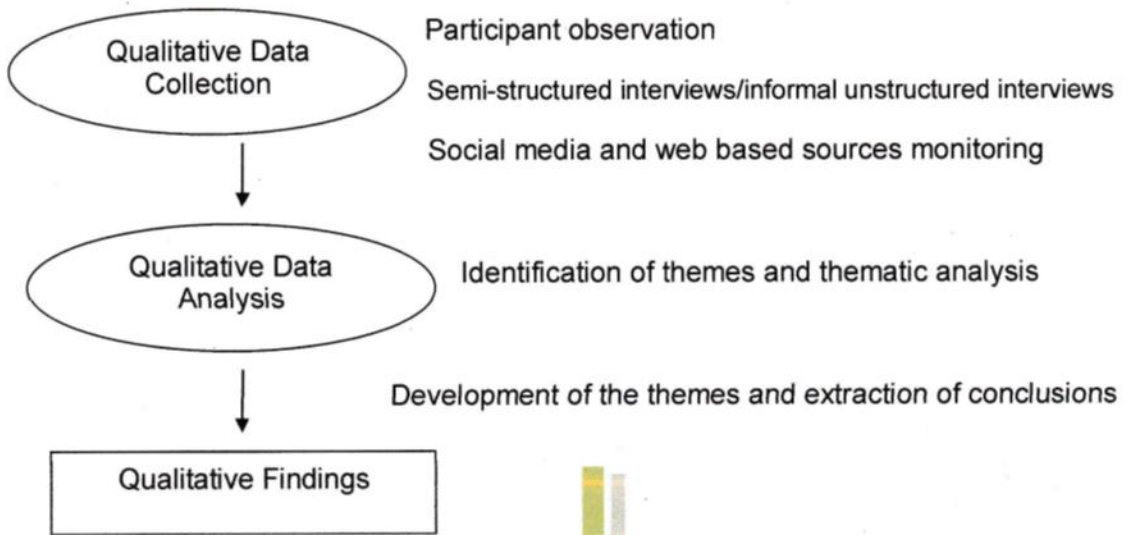 Qualitative Data
Collection
Participant observation
Semi-structured interviews/informal unstructured interviews
Social media and web based sources monitoring
Qualitative Data
Analysis
Identification of themes and thematic analysis
Development of the themes and extraction of conclusions
Qualitative Findings